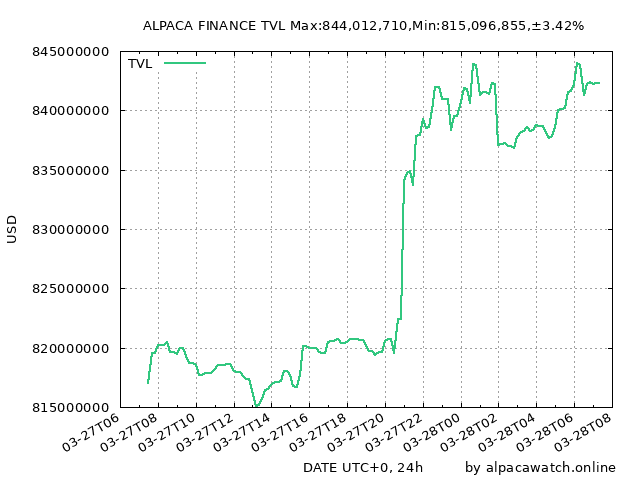 ALPACA FINANCE TVL Max:844,012,710,Min:815,096,855,±3.42%
TVL
845000000
840000000
835000000
830000000
825000000
820000000
815000000
USD
03-27T06
03-27T08
03-27T10
03-27T12
03-27T14
03-27T16
03-27T18
03-27T20
03-27T22
03-28T00
03-28T02
03-28T04
03-28T06
03-28T08
DATE UTC+0, 24h
by alpacawatch.online